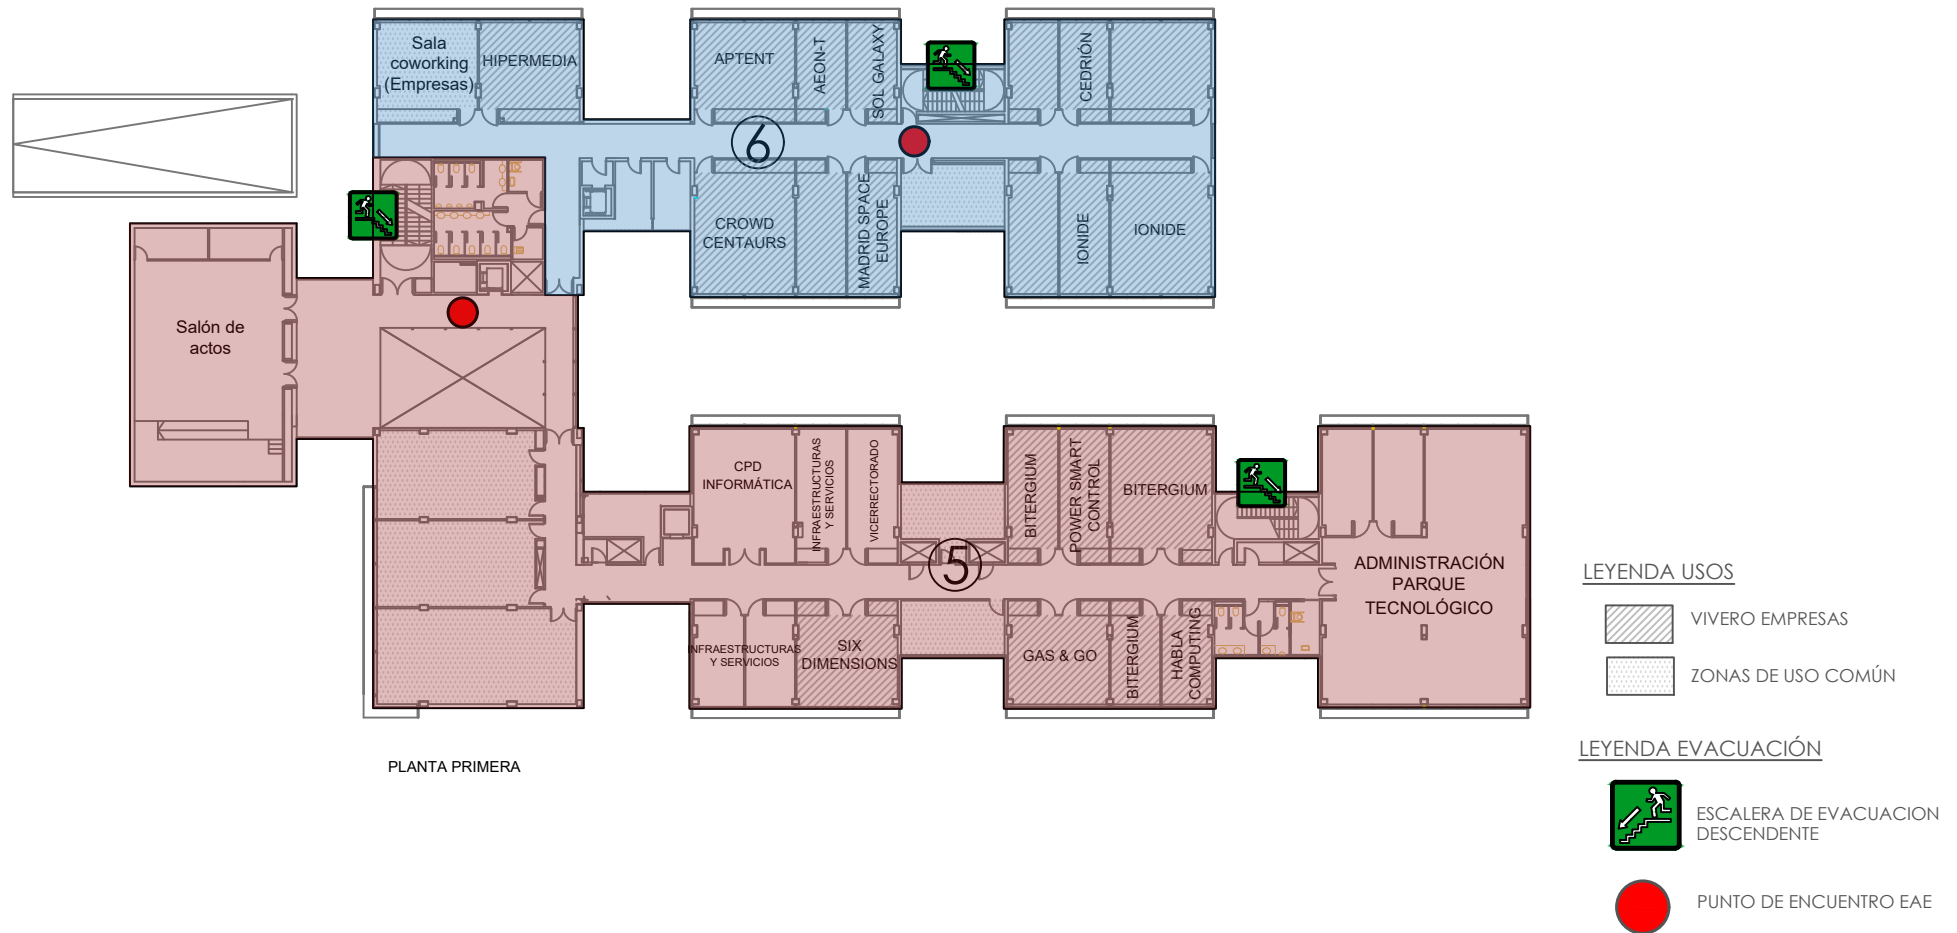 Sala
coworking
(Empresas)
HIPERMEDIA
APTENT
AEON-T
SOL GALAXY
CEDRIÓN
6
CROWD
CENTAURS
MADRID SPACE
EUROPE
IONIDE
IONIDE
Salón de
actos
CPD
INFORMÁTICA
INFRAESTRUCTURAS
Y SERVICIOS
VICERRECTORADO
BITERGIUM
POWER SMART
CONTROL
BITERGIUM
5
ADMINISTRACIÓN
PARQUE
TECNOLÓGICO
INFRAESTRUCTURAS
Y SERVICIOS
SIX
DIMENSIONS
GAS & GO
BITERGIUM
HABLA
COMPUTING
PLANTA PRIMERA
LEYENDA USOS
VIVERO EMPRESAS
ZONAS DE USO COMÚN
LEYENDA EVACUACIÓN
ESCALERA DE EVACUACION
DESCENDENTE
PUNTO DE ENCUENTRO EAE